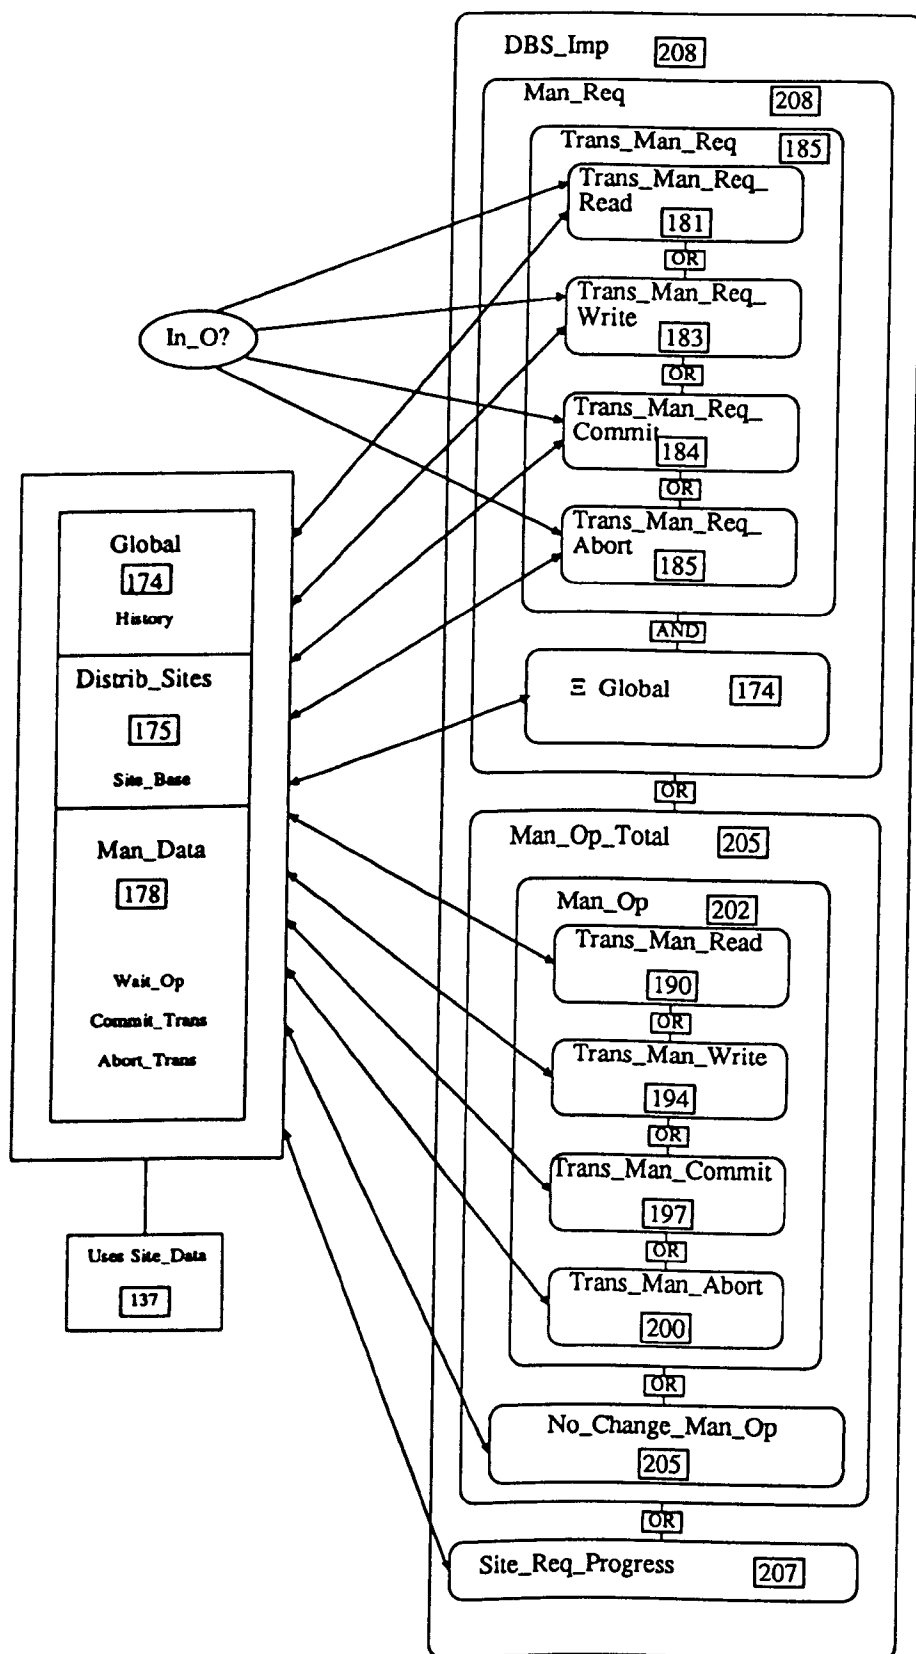 DBS_Imp 208
Man_Req 208
Trans_Man_Req 185
Trans_Man_Req_
Read
181
OR
Trans_Man_Req_
Write
183
OR
Trans_Man_Req_
Commit
184
OR
Trans_Man_Req_
Abort
185
AND
Ξ Global 174
OR
Man_Op_Total 205
Man_Op 202
Trans_Man_Read
190
OR
Trans_Man_Write
194
OR
Trans_Man_Commit
197
OR
Trans_Man_Abort
200
OR
No_Change_Man_Op
205
OR
Site_Req_Progress 207
In_O?
Global
174
History
Distrib_Sites
175
Site_Base
Man_Data
178
Wait_Op
Commit_Trans
Abort_Trans
Uses Site_Data
137